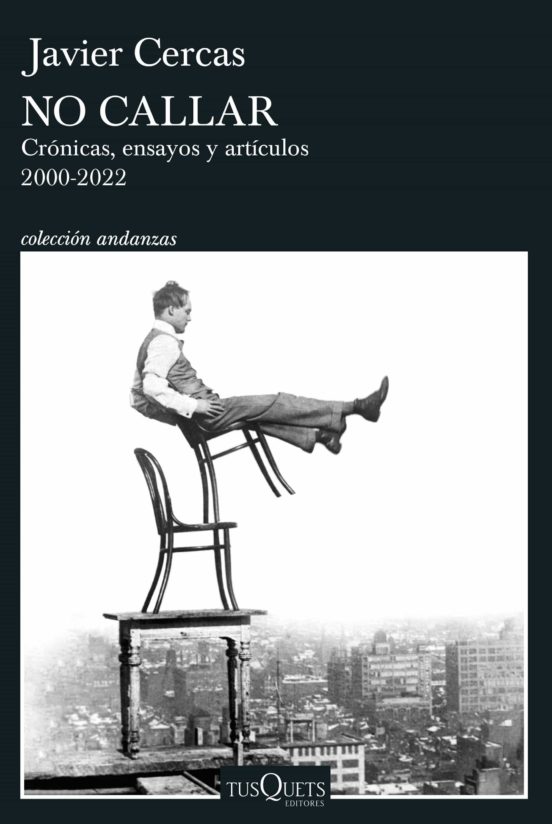 Javier Cercas
NO CALLAR
Crónicas, ensayos y artículos
2000-2022
colección andanzas
TUSQUETS
EDITORES